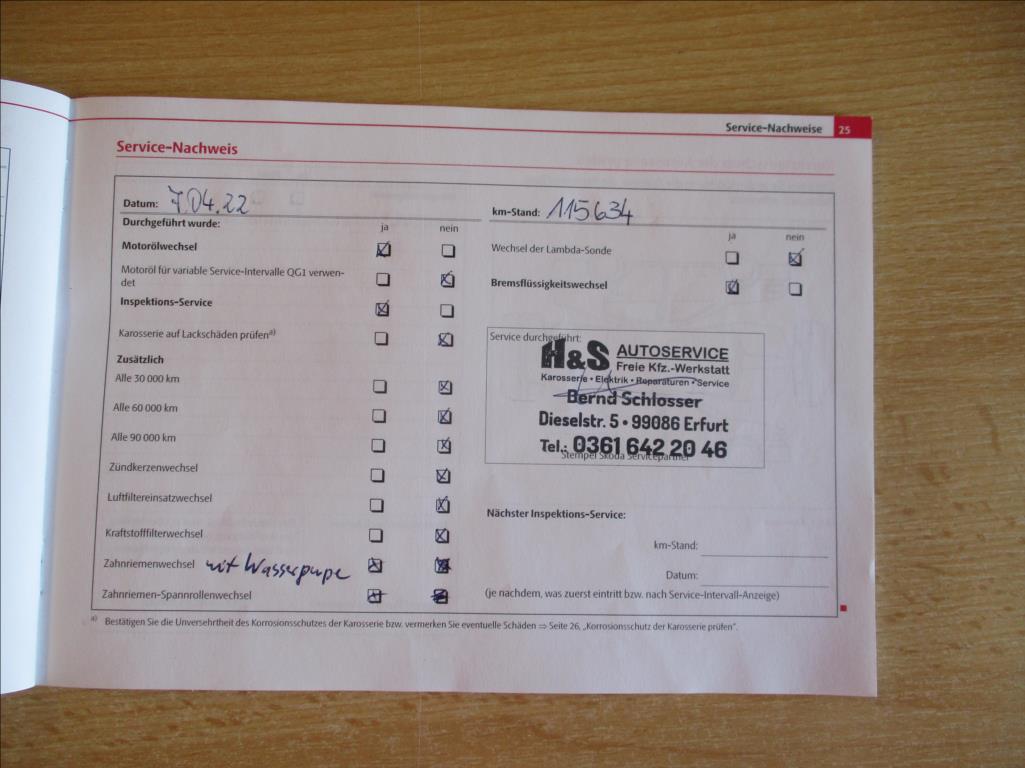 Service-Nachweise 25
Service-Nachweis
Datum: 7.04.22
km-Stand: 115634
Durchgeführt wurde:
ja nein
Motorölwechsel
Motoröl für variable Service-Intervalle QG1 verwen-
det
Inspektions-Service
Karosserie auf Lackschäden prüfen a)
Zusätzlich
Alle 30 000 km
Alle 60 000 km
Alle 90 000 km
Zündkerzenwechsel
Luftfiltereinsatzwechsel
Kraftstofffilterwechsel
Zahnriemenwechsel mit Wasserpupe
Zahnriemen-Spannrollenwechsel
ja nein
Wechsel der Lambda-Sonde
Bremsflüssigkeitswechsel
Service durchgeführt:
H&S AUTOSERVICE
Freie Kfz.-Werkstatt
Karosserie • Elektrik • Reparaturen • Service
Bernd Schlosser
Dieselstr. 5 • 99086 Erfurt
Tel.: 0361 642 20 46
Stempel Škoda Servicepartner
Nächster Inspektions-Service:
km-Stand:
Datum:
(je nachdem, was zuerst eintritt bzw. nach Service-Intervall-Anzeige)
a) Bestätigen Sie die Unversehrtheit des Korrosionsschutzes der Karosserie bzw. vermerken Sie eventuelle Schäden ⇒ Seite 26, „Korrosionsschutz der Karosserie prüfen“.